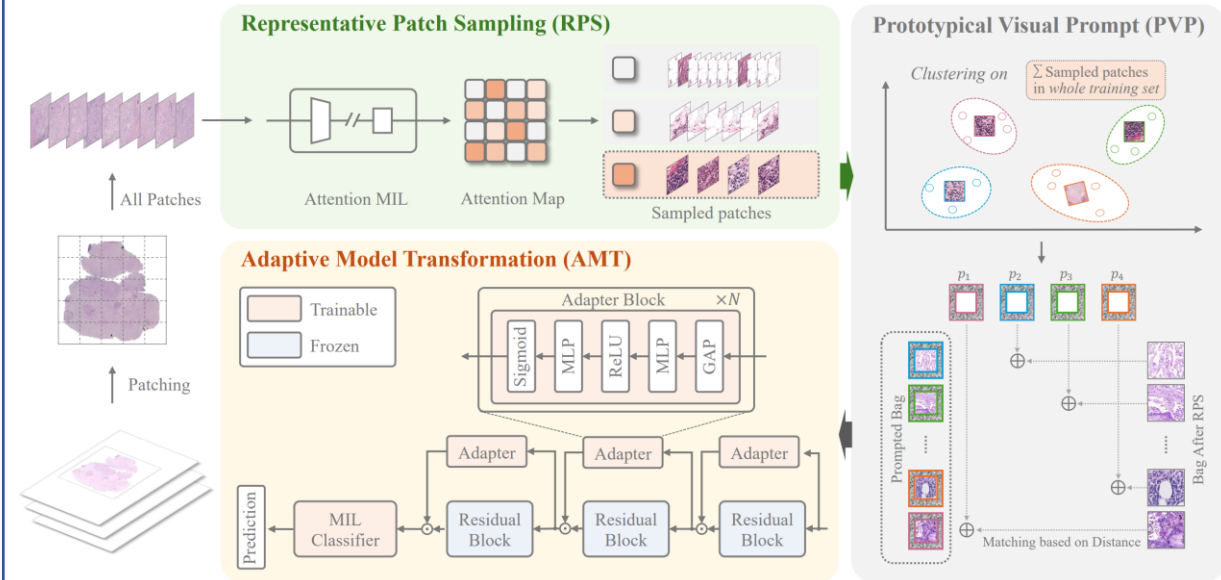 Representative Patch Sampling (RPS)
Attention MIL
Attention Map
Sampled patches
All Patches
Patching
Prototypical Visual Prompt (PVP)
Clustering on
∑ Sampled patches
in whole training set
p1
p2
p3
p4
Prompted Bag
Bag After RPS
Matching based on Distance
Adaptive Model Transformation (AMT)
Trainable
Frozen
Adapter Block
×N
Sigmoid
MLP
ReLU
MLP
GAP
Adapter
Adapter
Adapter
Prediction
MIL
Classifier
Residual
Block
Residual
Block
Residual
Block